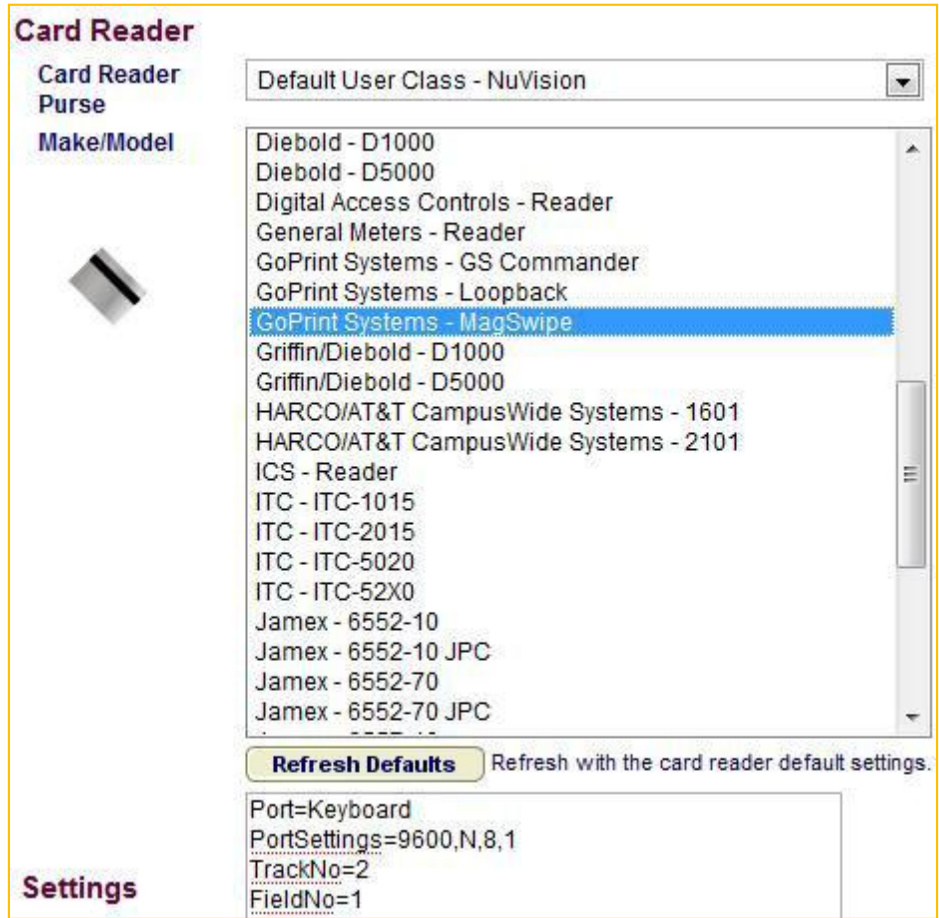 Card Reader
Card Reader
Purse
Default User Class - NuVision
Make/Model
Diebold - D1000
Diebold - D5000
Digital Access Controls - Reader
General Meters - Reader
GoPrint Systems - GS Commander
GoPrint Systems - Loopback
GoPrint Systems - MagSwipe
Griffin/Diebold - D1000
Griffin/Diebold - D5000
HARCO/AT&T CampusWide Systems - 1601
HARCO/AT&T CampusWide Systems - 2101
ICS - Reader
ITC - ITC-1015
ITC - ITC-2015
ITC - ITC-5020
ITC - ITC-52X0
Jamex - 6552-10
Jamex - 6552-10 JPC
Jamex - 6552-70
Jamex - 6552-70 JPC
Refresh Defaults Refresh with the card reader default settings.
Settings
Port=Keyboard
PortSettings=9600,N,8,1
TrackNo=2
FieldNo=1